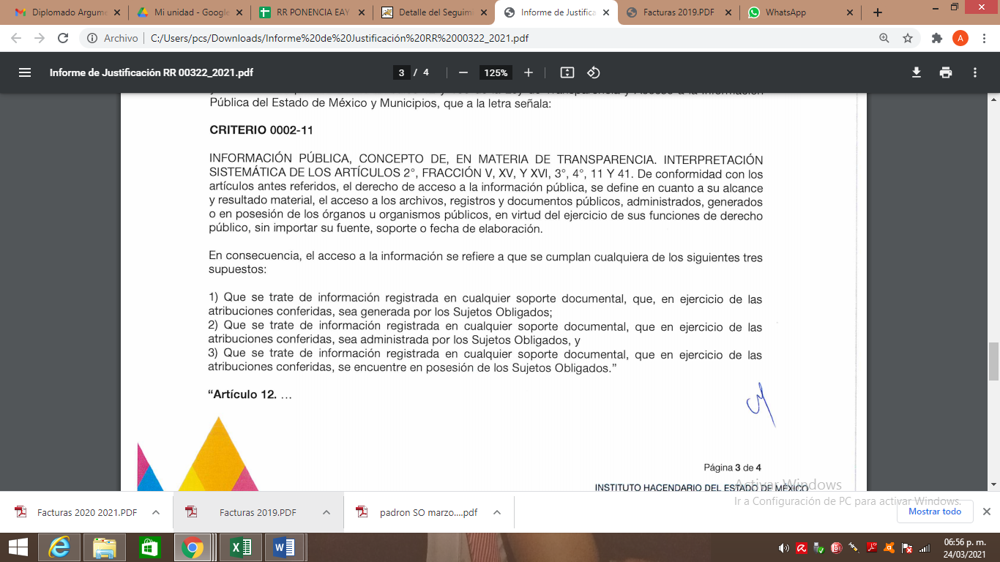 Diplomado Argume
Mi unidad - Google
RR PONENCIA EAY
Detalle del Seguim
Informe de Justifica
Facturas 2019.PDF
WhatsApp
Archivo
C:/Users/pcs/Downloads/Informe%20de%20Justificación%20RR%2000322_2021.pdf
A
Informe de Justificación RR 00322_2021.pdf
3 / 4
125%
Pública del Estado de México y Municipios, que a la letra señala:
CRITERIO 0002-11
INFORMACIÓN PÚBLICA, CONCEPTO DE, EN MATERIA DE TRANSPARENCIA. INTERPRETACIÓN
SISTEMÁTICA DE LOS ARTÍCULOS 2°, FRACCIÓN V, XV, Y XVI, 3°, 4°, 11 Y 41. De conformidad con los
artículos antes referidos, el derecho de acceso a la información pública, se define en cuanto a su alcance
y resultado material, el acceso a los archivos, registros y documentos públicos, administrados, generados
o en posesión de los órganos u organismos públicos, en virtud del ejercicio de sus funciones de derecho
público, sin importar su fuente, soporte o fecha de elaboración.
En consecuencia, el acceso a la información se refiere a que se cumplan cualquiera de los siguientes tres
supuestos:
1) Que se trate de información registrada en cualquier soporte documental, que, en ejercicio de las
atribuciones conferidas, sea generada por los Sujetos Obligados;
2) Que se trate de información registrada en cualquier soporte documental, que en ejercicio de las
atribuciones conferidas, sea administrada por los Sujetos Obligados, y
3) Que se trate de información registrada en cualquier soporte documental, que en ejercicio de las
atribuciones conferidas, se encuentre en posesión de los Sujetos Obligados.”
“Artículo 12. ...
Página 3 de 4
INSTITUTO HACENDARIO DEL ESTADO DE MÉXICO
Activar Windows
Ir a Configuración de PC para activar Windows.
Facturas 2020 2021.PDF
Facturas 2019.PDF
padron SO marzo....pdf
Mostrar todo
06:56 p. m.
24/03/2021